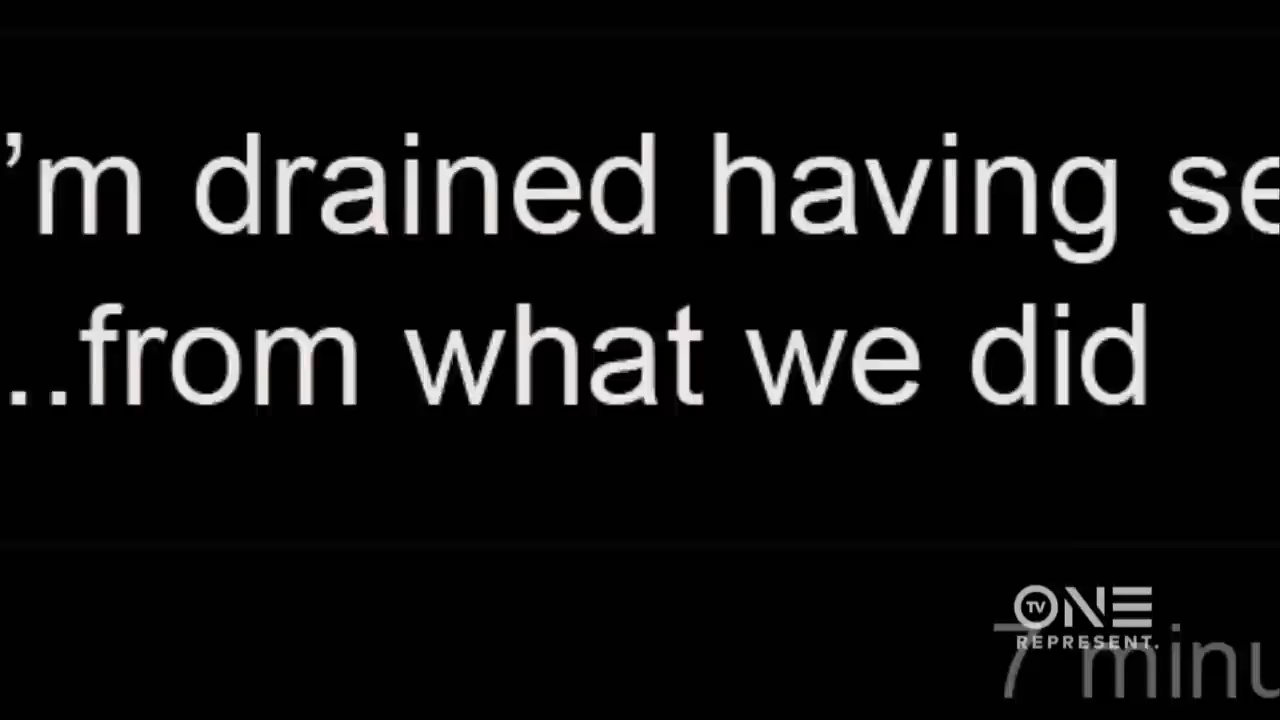 ’m drained having se
..from what we did
TV ONE
REPRESENT.
7 minu